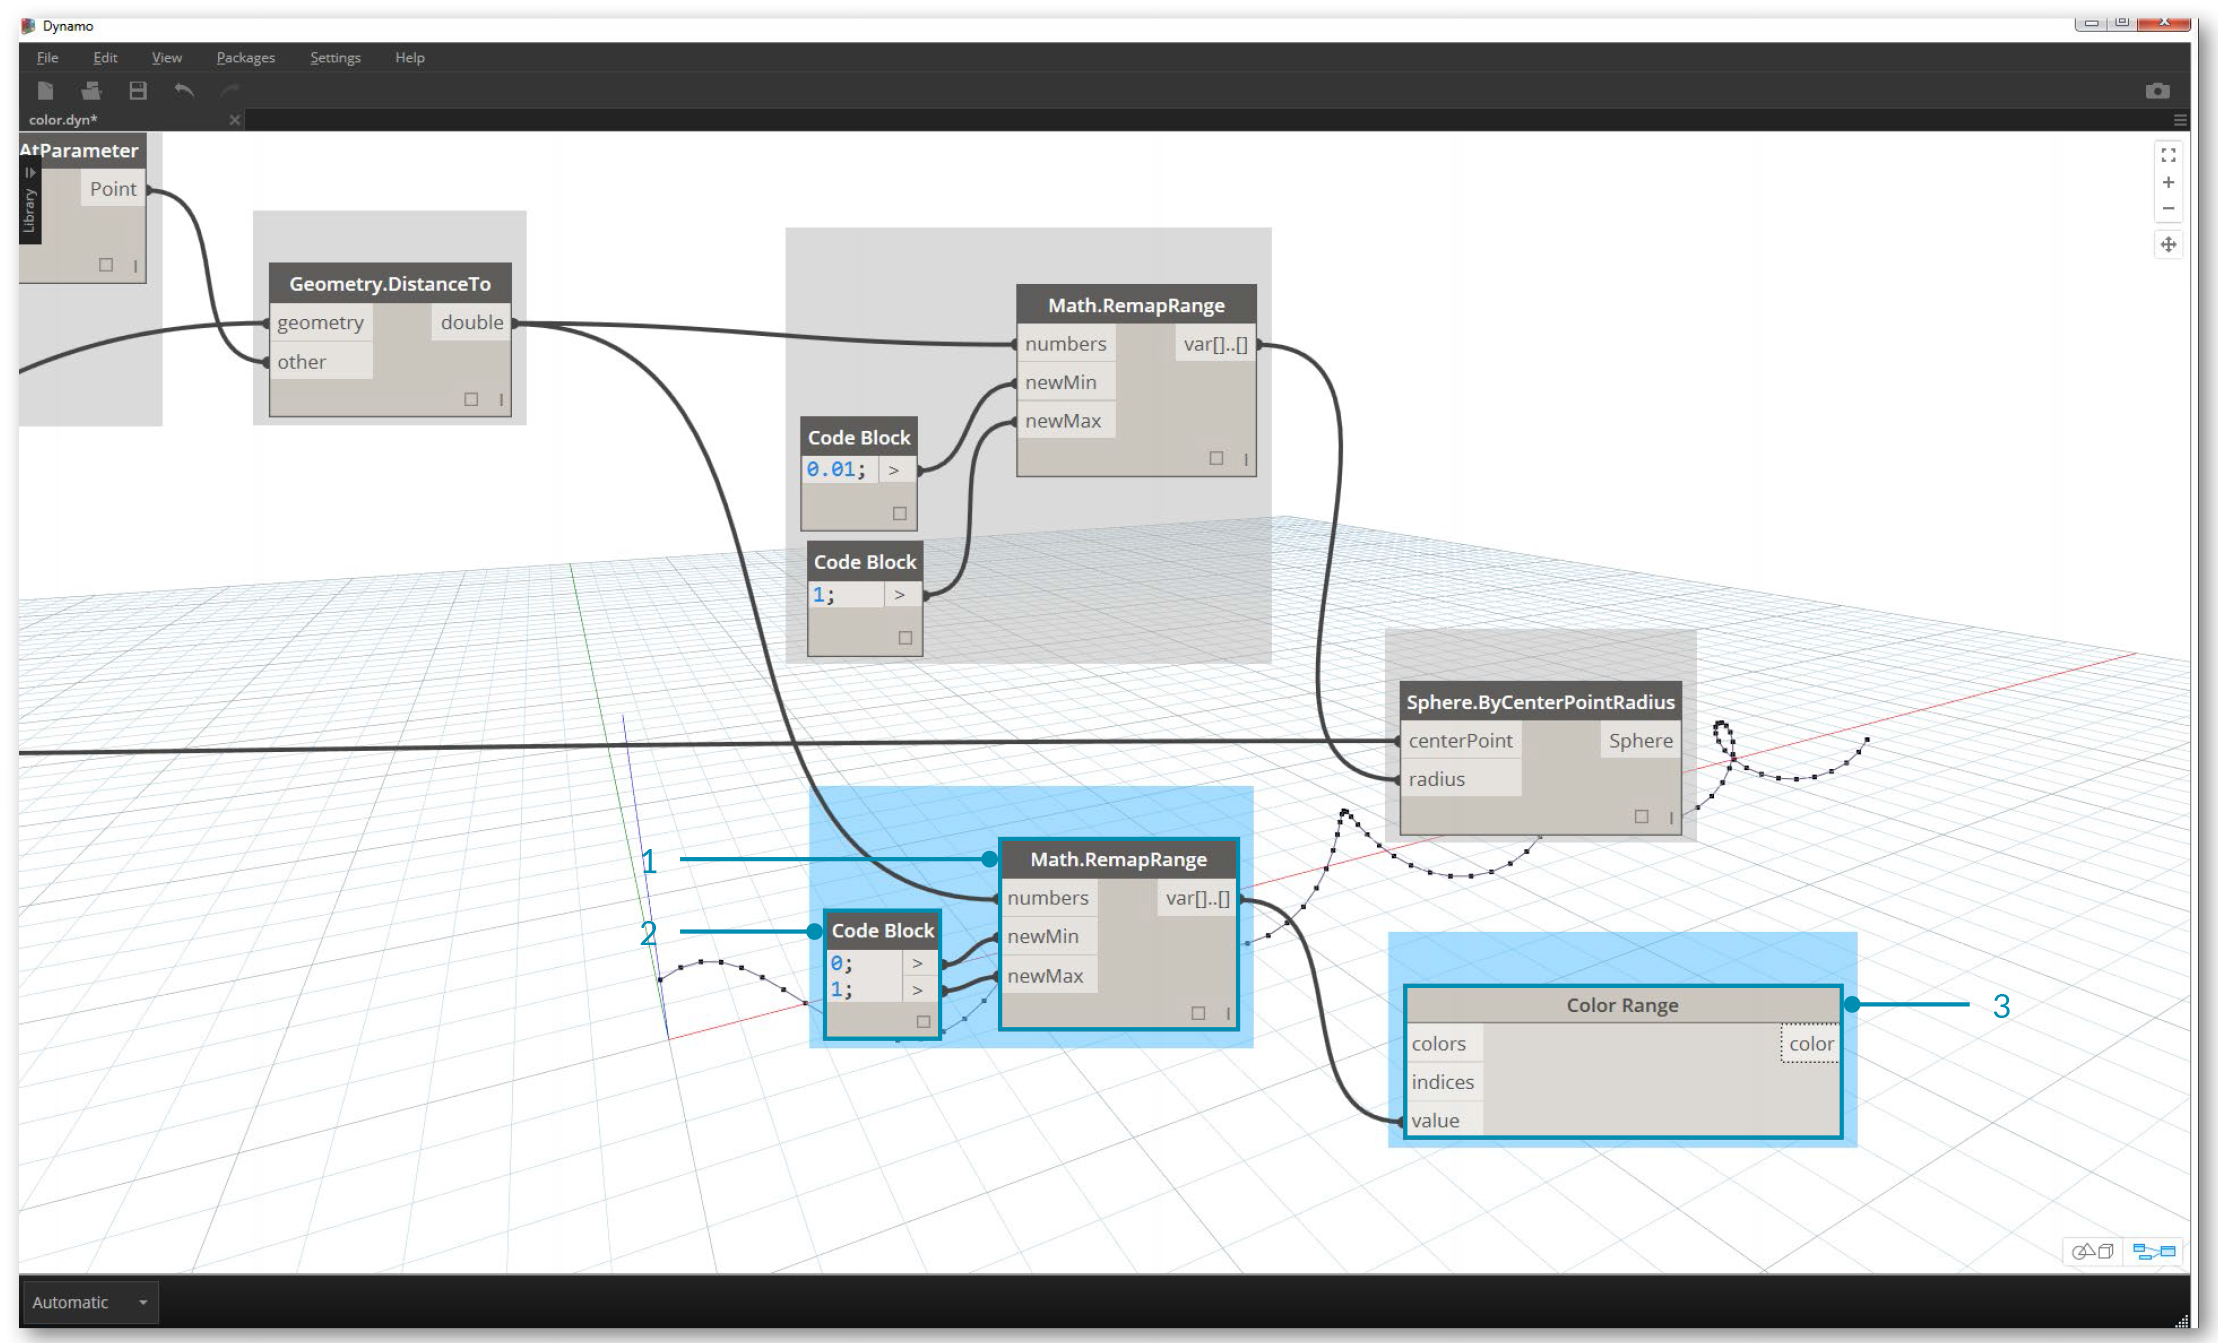 Dynamo
File Edit View Packages Settings Help
color.dyn*
AtParameter
Point
Library
Geometry.DistanceTo
geometry double
other
Math.RemapRange
numbers var[]..[]
newMin
newMax
Code Block
0.01; >
Code Block
1; >
Sphere.ByCenterPointRadius
centerPoint Sphere
radius
1
Math.RemapRange
numbers var[]..[]
newMin
newMax
2
Code Block
0; >
1; >
Color Range
3
colors color
indices
value
Automatic